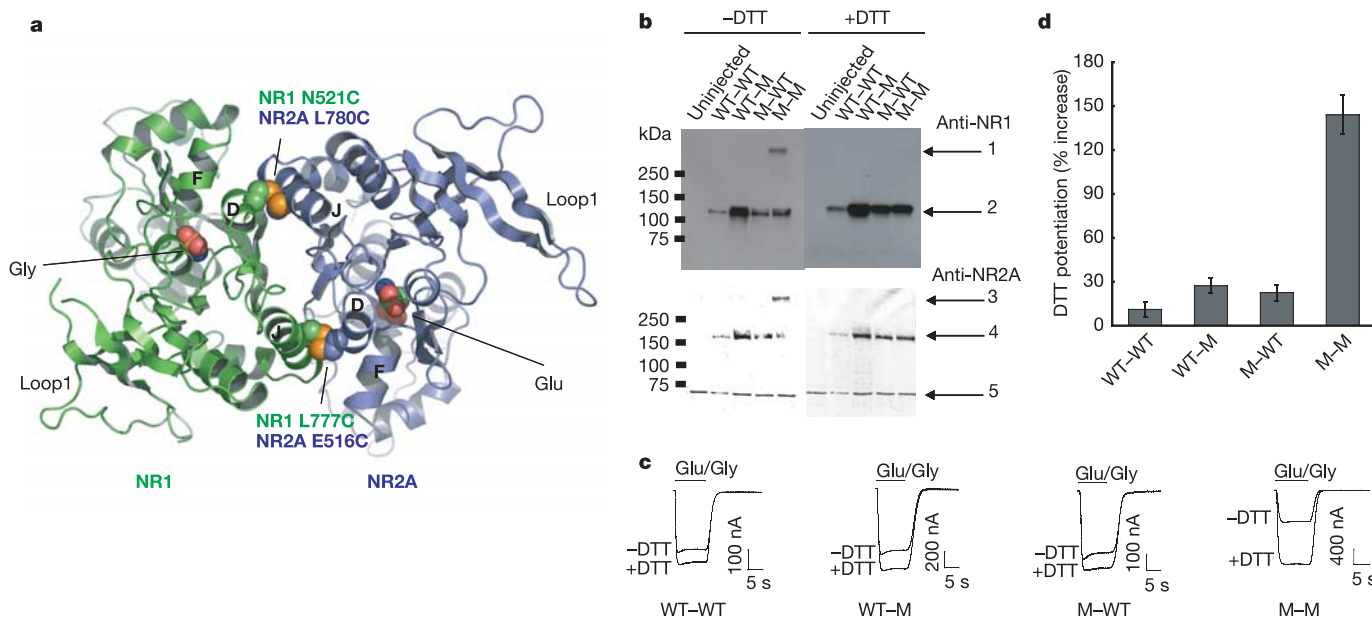 a
NR1 N521C
NR2A L780C
F
D
J
Loop1
Gly
D
J
F
Loop1
Glu
NR1 L777C
NR2A E516C
NR1
NR2A
b
–DTT
+DTT
Uninjected
WT–WT
WT–M
M–WT
M–M
Uninjected
WT–WT
WT–M
M–WT
M–M
kDa
Anti-NR1
250
150
100
75
1
2
Anti-NR2A
250
150
100
75
3
4
5
c
Glu/Gly
–DTT
+DTT
100 nA
5 s
WT–WT
Glu/Gly
–DTT
+DTT
200 nA
5 s
WT–M
Glu/Gly
–DTT
+DTT
100 nA
5 s
M–WT
Glu/Gly
–DTT
+DTT
400 nA
5 s
M–M
d
DTT potentiation (% increase)
180
150
120
90
60
30
0
WT–WT
WT–M
M–WT
M–M